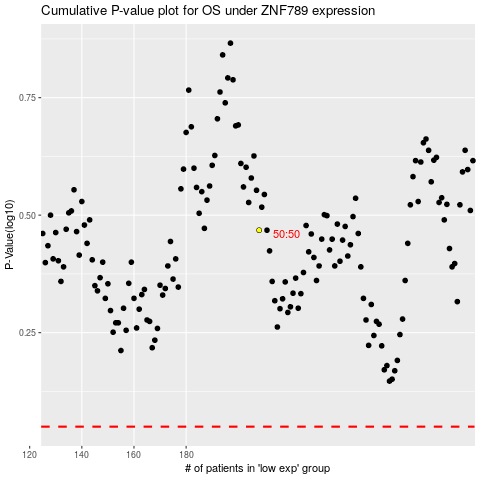 Cumulative P-value plot for OS under ZNF789 expression
P-Value(log10)
0.75
0.50
0.25
50:50
120 140 160 180
# of patients in 'low exp' group